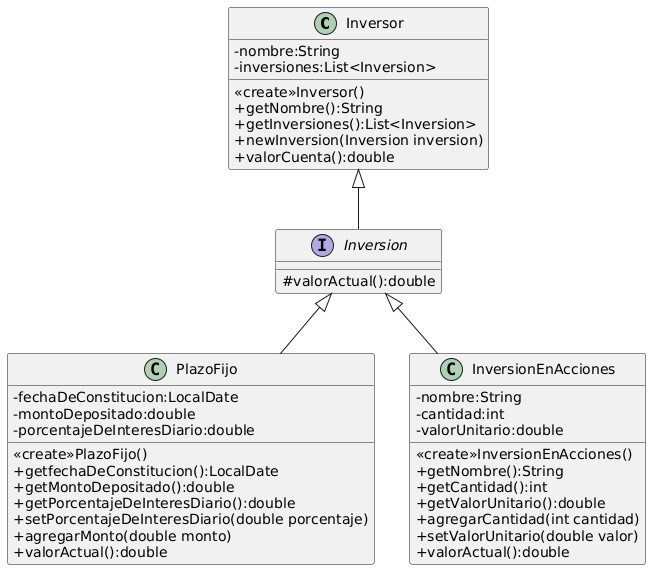 C Inversor
-nombre:String
-inversiones:List<Inversion>
«create»Inversor()
+getNombre():String
+getInversiones():List<Inversion>
+newInversion(Inversion inversion)
+valorCuenta():double
I Inversion
#valorActual():double
C PlazoFijo
-fechaDeConstitucion:LocalDate
-montoDepositado:double
-porcentajeDeInteresDiario:double
«create»PlazoFijo()
+getfechaDeConstitucion():LocalDate
+getMontoDepositado():double
+getPorcentajeDeInteresDiario():double
+setPorcentajeDeInteresDiario(double porcentaje)
+agregarMonto(double monto)
+valorActual():double
C InversionEnAcciones
-nombre:String
-cantidad:int
-valorUnitario:double
«create»InversionEnAcciones()
+getNombre():String
+getCantidad():int
+getValorUnitario():double
+agregarCantidad(int cantidad)
+setValorUnitario(double valor)
+valorActual():double